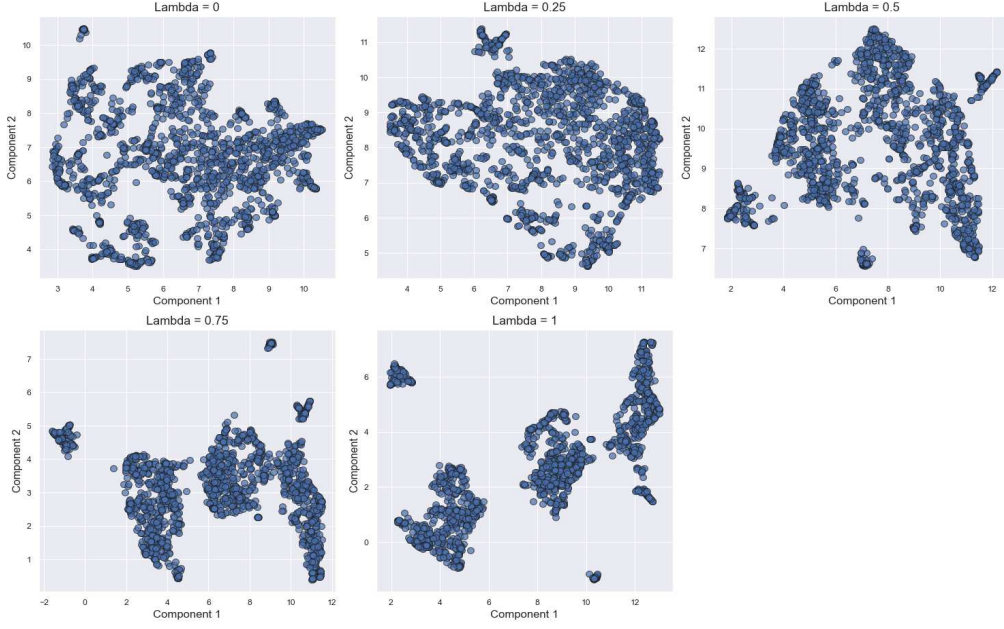 Lambda = 0
10
9
8
7
6
5
4
Component 2
3 4 5 6 7 8 9 10
Component 1
Lambda = 0.25
11
10
9
8
7
6
5
Component 2
4 5 6 7 8 9 10 11
Component 1
Lambda = 0.5
12
11
10
9
8
7
Component 2
2 4 6 8 10 12
Component 1
Lambda = 0.75
7
6
5
4
3
2
1
Component 2
−2 0 2 4 6 8 10 12
Component 1
Lambda = 1
6
4
2
0
Component 2
2 4 6 8 10 12
Component 1